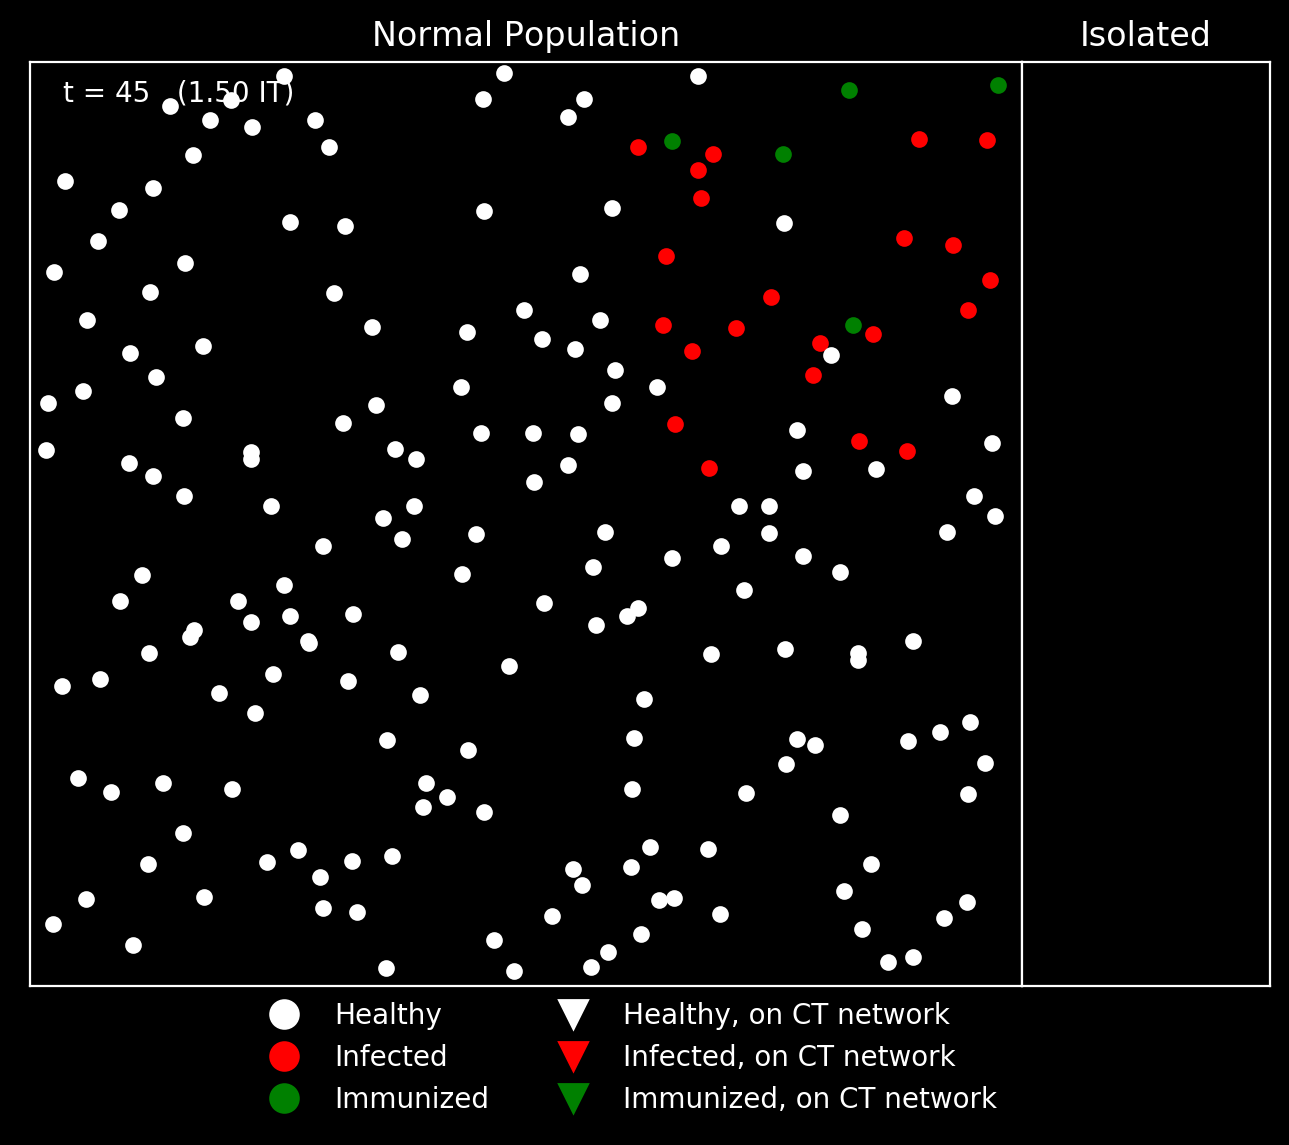 Normal Population
Isolated
t = 45 (1.50 IT)
Healthy
Infected
Immunized
Healthy, on CT network
Infected, on CT network
Immunized, on CT network